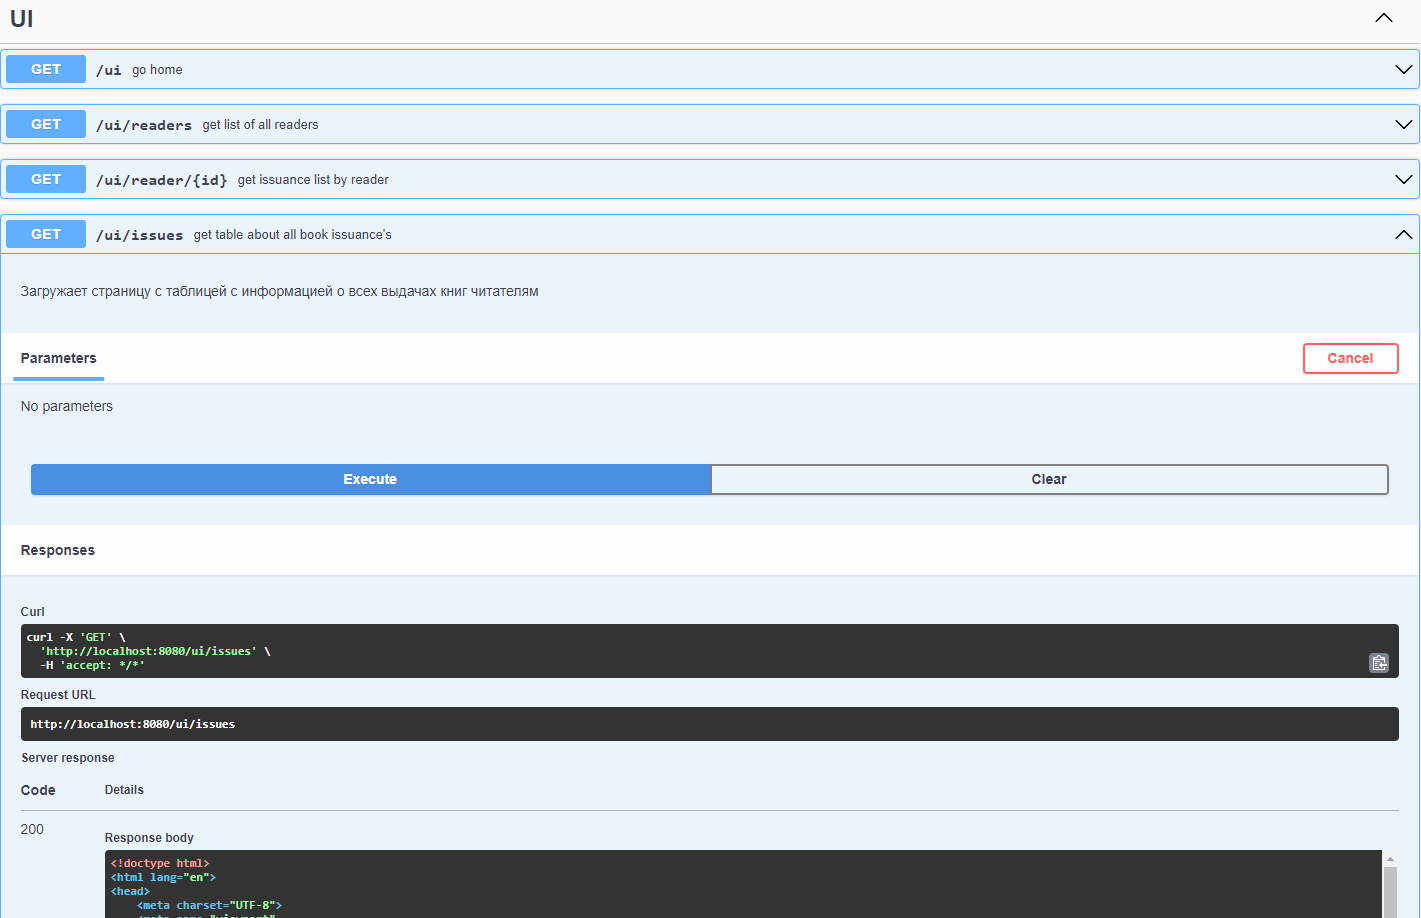 UI
GET /ui go home
GET /ui/readers get list of all readers
GET /ui/reader/{id} get issuance list by reader
GET /ui/issues get table about all book issuance's
Загружает страницу с таблицей с информацией о всех выдачах книг читателям
Parameters Cancel
No parameters
Execute Clear
Responses
Curl
curl -X 'GET' \
'http://localhost:8080/ui/issues' \
-H 'accept: */*'
Request URL
http://localhost:8080/ui/issues
Server response
Code Details
200
Response body
<!doctype html>
<html lang="en">
<head>
<meta charset="UTF-8">
<meta name="viewport"